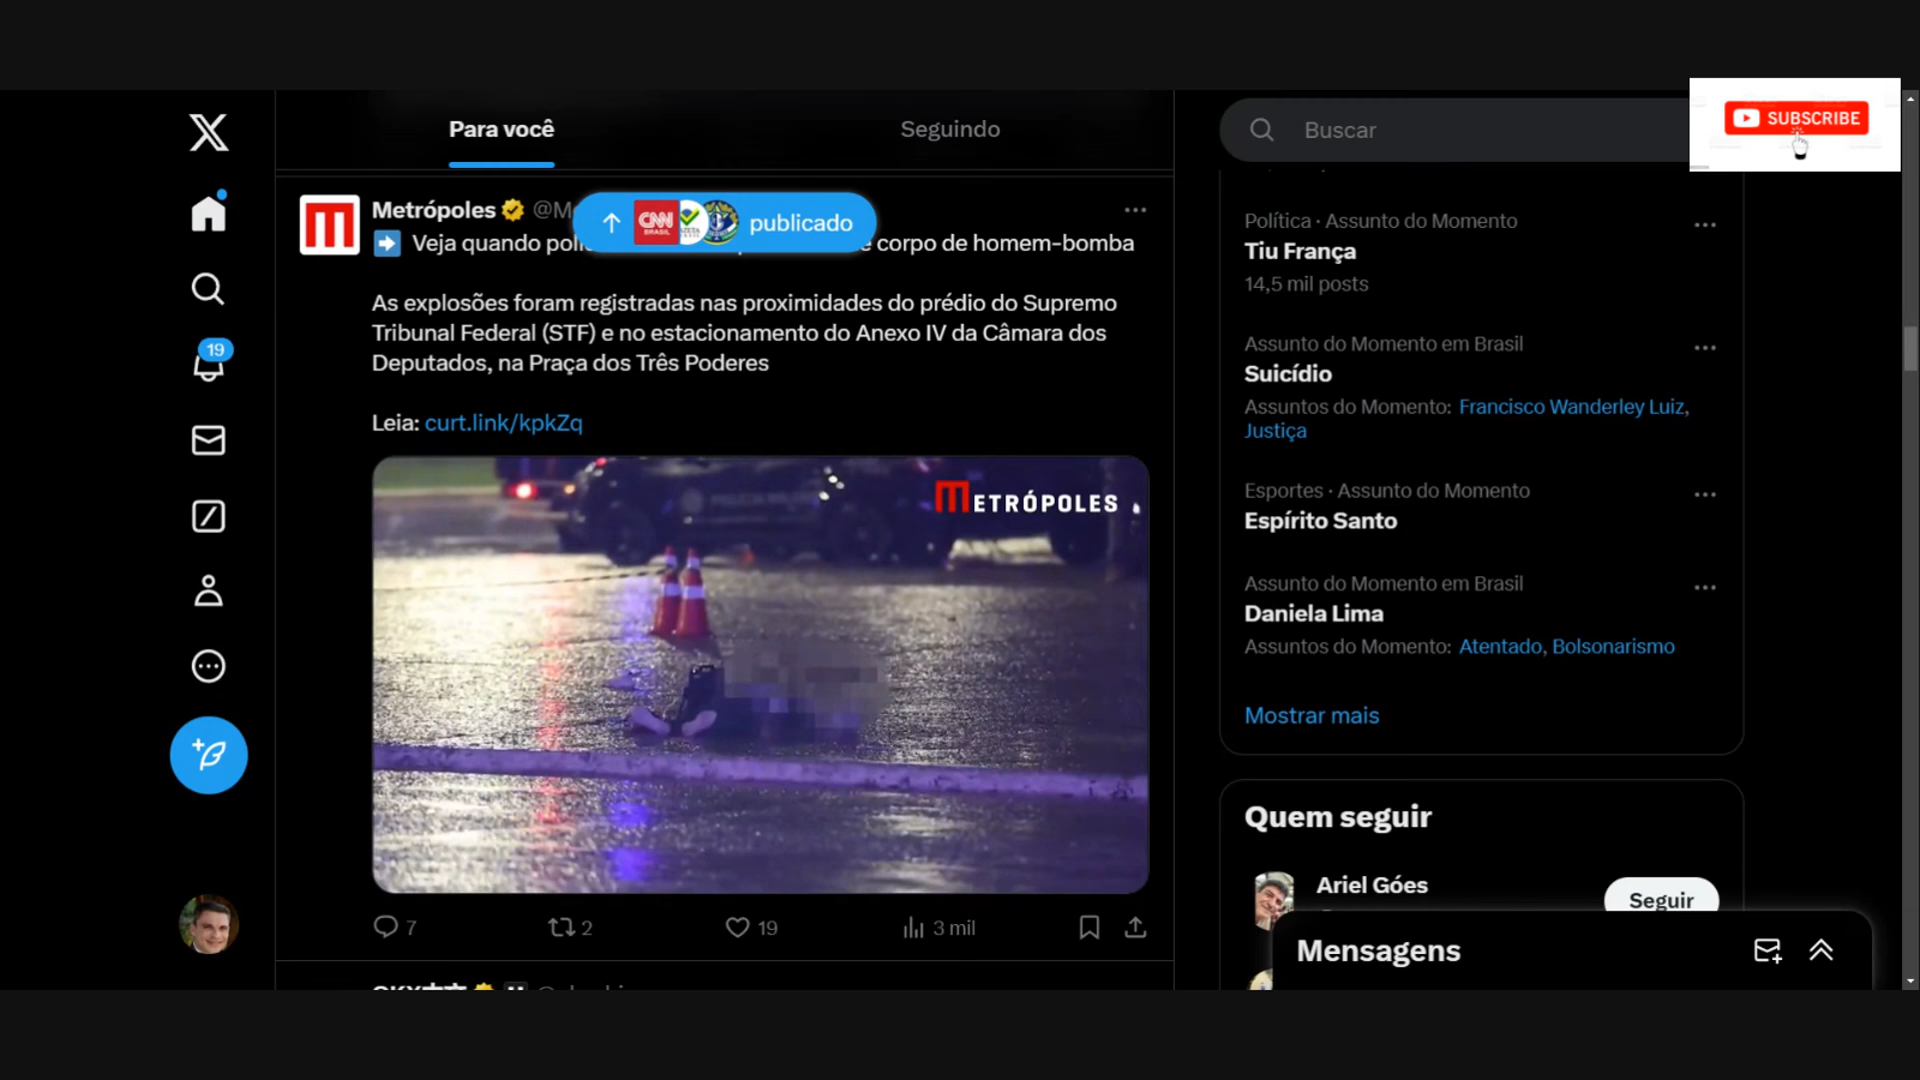 Para você
Seguindo
Buscar
SUBSCRIBE
Metrópoles
publicado
CNN
BRASIL
Veja quando
corpo de homem-bomba
As explosões foram registradas nas proximidades do prédio do Supremo
Tribunal Federal (STF) e no estacionamento do Anexo IV da Câmara dos
Deputados, na Praça dos Três Poderes
Leia: curt.link/kpkZq
METRÓPOLES
7
2
19
3 mil
19
Política · Assunto do Momento
Tiu França
14,5 mil posts
Assunto do Momento em Brasil
Suicídio
Assuntos do Momento: Francisco Wanderley Luiz,
Justiça
Esportes · Assunto do Momento
Espírito Santo
Assunto do Momento em Brasil
Daniela Lima
Assuntos do Momento: Atentado, Bolsonarismo
Mostrar mais
Quem seguir
Ariel Góes
Seguir
Mensagens